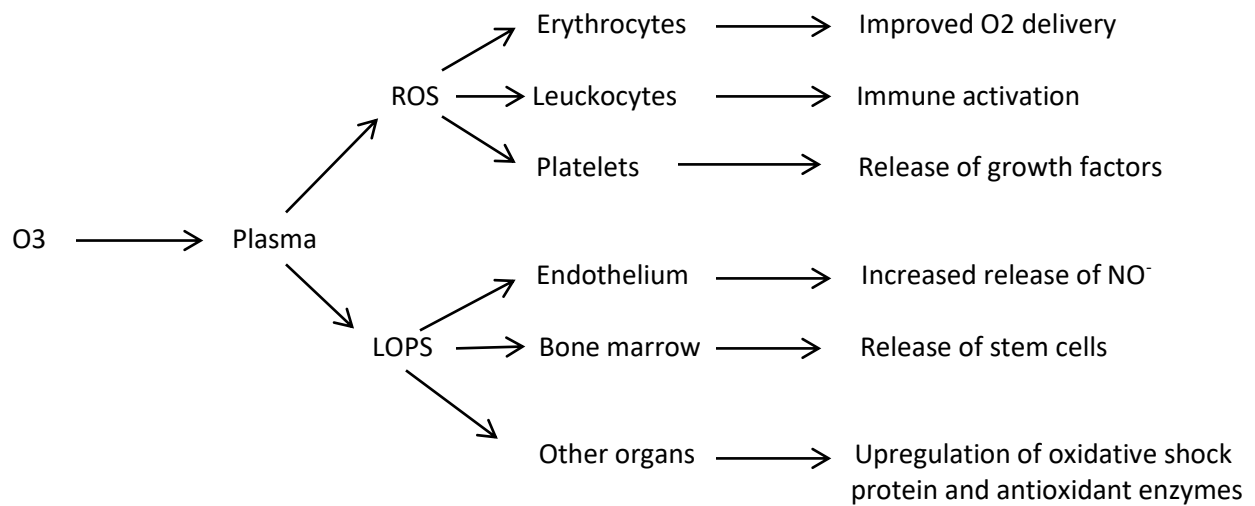 Erythrocytes
Improved O2 delivery
ROS
Leuckocytes
Immune activation
Platelets
Release of growth factors
O3
Plasma
Endothelium
Increased release of NO⁻
LOPS
Bone marrow
Release of stem cells
Other organs
Upregulation of oxidative shock
protein and antioxidant enzymes